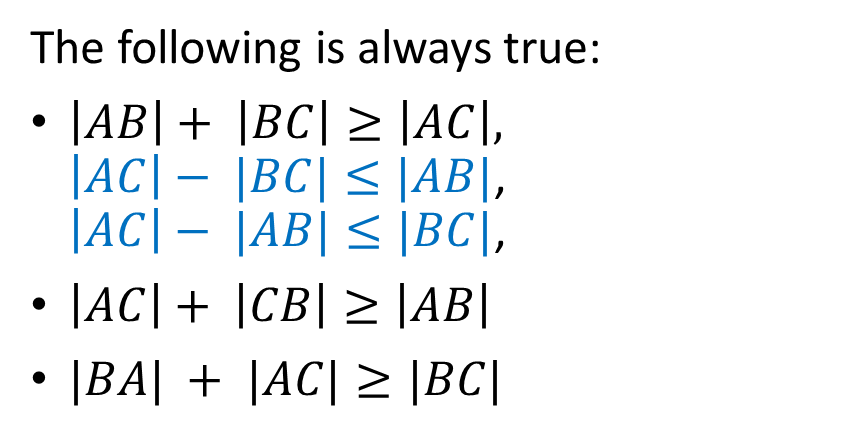 The following is always true:
• |AB| + |BC| ≥ |AC|,
|AC| − |BC| ≤ |AB|,
|AC| − |AB| ≤ |BC|,
• |AC| + |CB| ≥ |AB|
• |BA| + |AC| ≥ |BC|